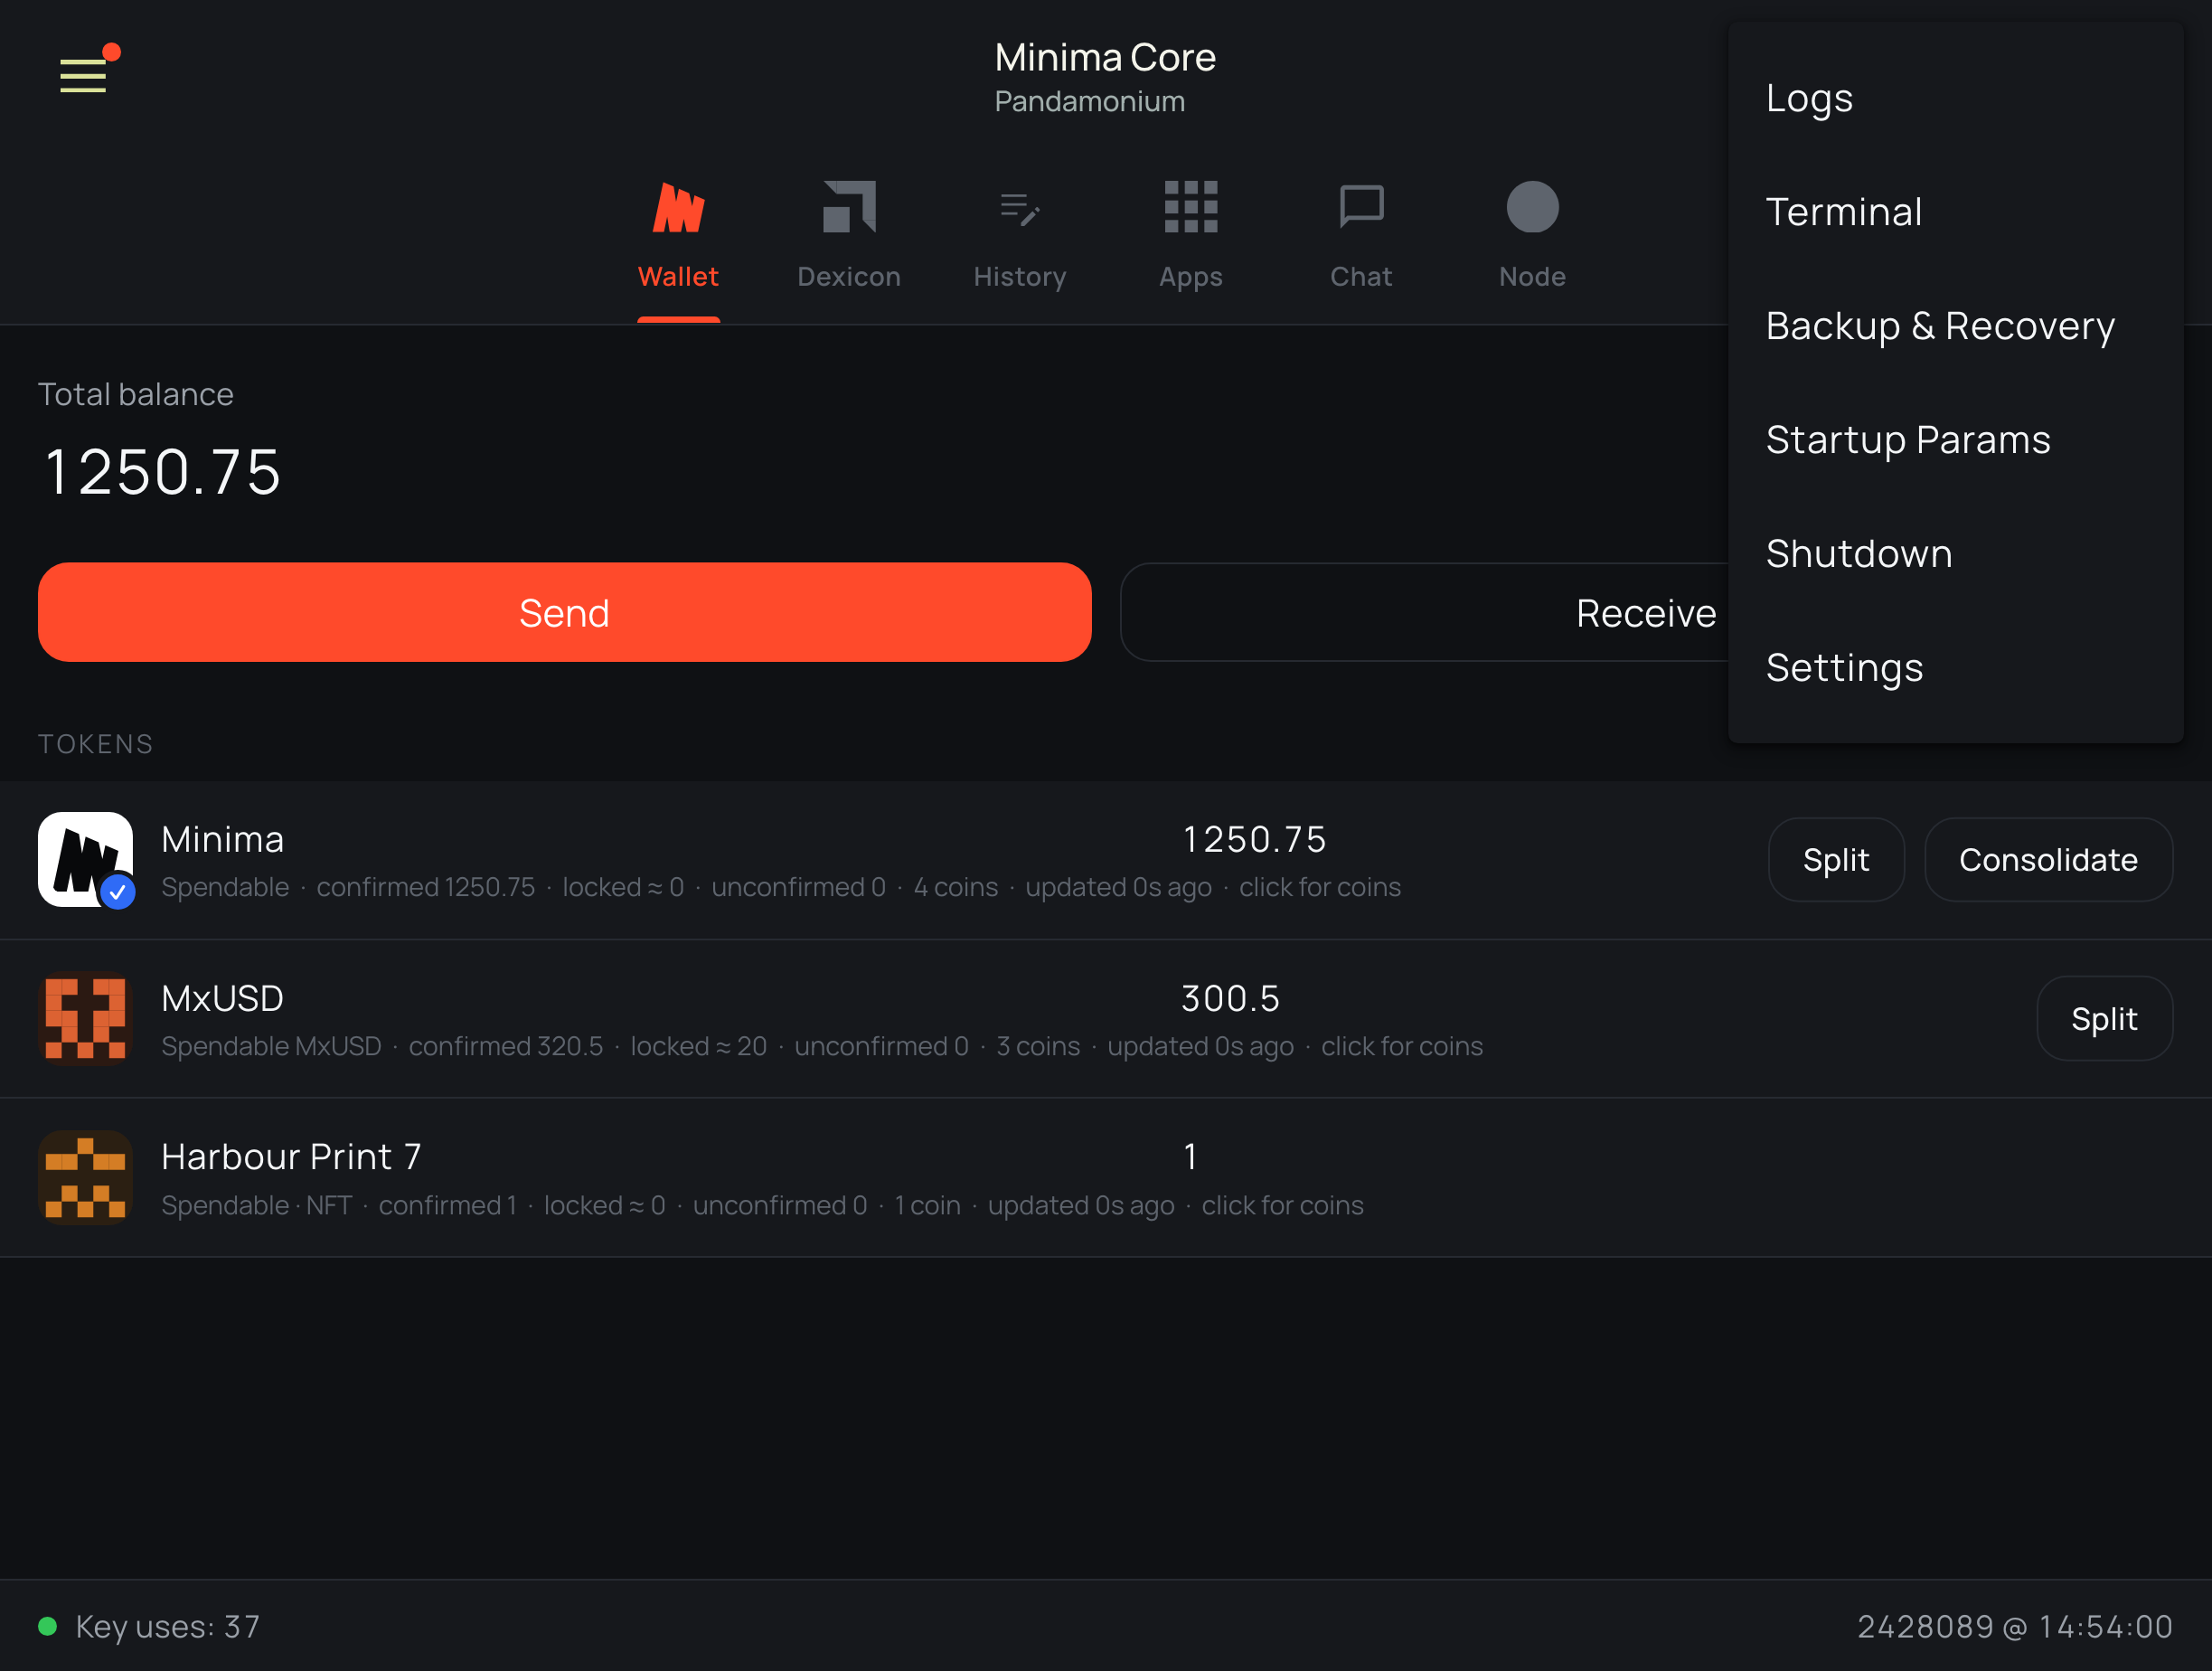 Minima Core
Pandamonium
Wallet
Dexicon
History
Apps
Chat
Node
Logs
Terminal
Backup & Recovery
Startup Params
Shutdown
Settings
Total balance
1250.75
Send
Receive
TOKENS
Minima
1250.75
Spendable · confirmed 1250.75 · locked ≈ 0 · unconfirmed 0 · 4 coins · updated 0s ago · click for coins
Split
Consolidate
MxUSD
300.5
Spendable MxUSD · confirmed 320.5 · locked ≈ 20 · unconfirmed 0 · 3 coins · updated 0s ago · click for coins
Split
Harbour Print 7
1
Spendable · NFT · confirmed 1 · locked ≈ 0 · unconfirmed 0 · 1 coin · updated 0s ago · click for coins
Key uses: 37
2428089 @ 14:54:00